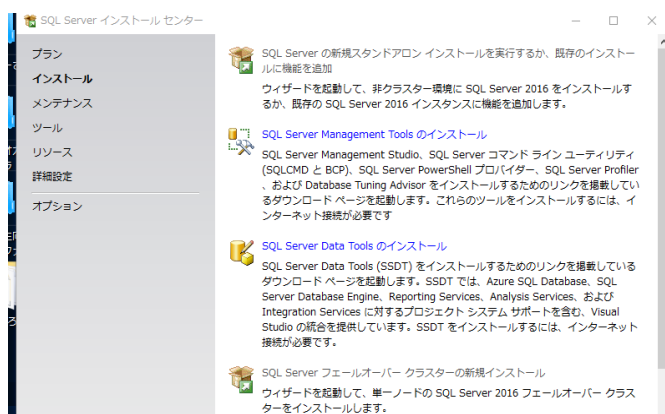 SQL Server インストール センター
プラン
インストール
メンテナンス
ツール
リソース
詳細設定
オプション
SQL Server の新規スタンドアロン インストールを実行するか、既存のインストー
ルに機能を追加
ウィザードを起動して、非クラスター環境に SQL Server 2016 をインストールす
るか、既存の SQL Server 2016 インスタンスに機能を追加します。
SQL Server Management Tools のインストール
SQL Server Management Studio、SQL Server コマンド ライン ユーティリティ
(SQLCMD と BCP)、SQL Server PowerShell プロバイダー、SQL Server Profiler
、および Database Tuning Advisor をインストールするためのリンクを掲載してい
るダウンロード ページを起動します。これらのツールをインストールするには、イ
ンターネット接続が必要です
SQL Server Data Tools のインストール
SQL Server Data Tools (SSDT) をインストールするためのリンクを掲載している
ダウンロード ページを起動します。SSDT では、Azure SQL Database、SQL
Server Database Engine、Reporting Services、Analysis Services、および
Integration Services に対するプロジェクト システム サポートを含む、Visual
Studio の統合を提供しています。SSDT をインストールするには、インターネット
接続が必要です。
SQL Server フェールオーバー クラスターの新規インストール
ウィザードを起動して、単一ノードの SQL Server 2016 フェールオーバー クラス
ターをインストールします。